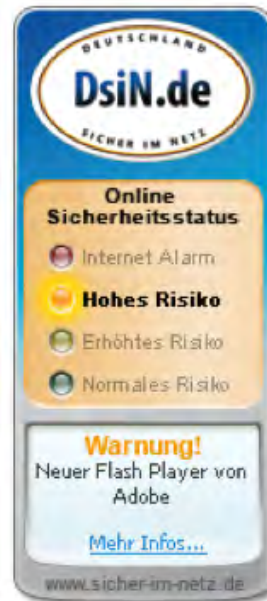 DEUTSCHLAND
DsiN.de
SICHER IM NETZ
Online
Sicherheitsstatus
Internet Alarm
Hohes Risiko
Erhöhtes Risiko
Normales Risiko
Warnung!
Neuer Flash Player von
Adobe
Mehr Infos...
www.sicher-im-netz.de